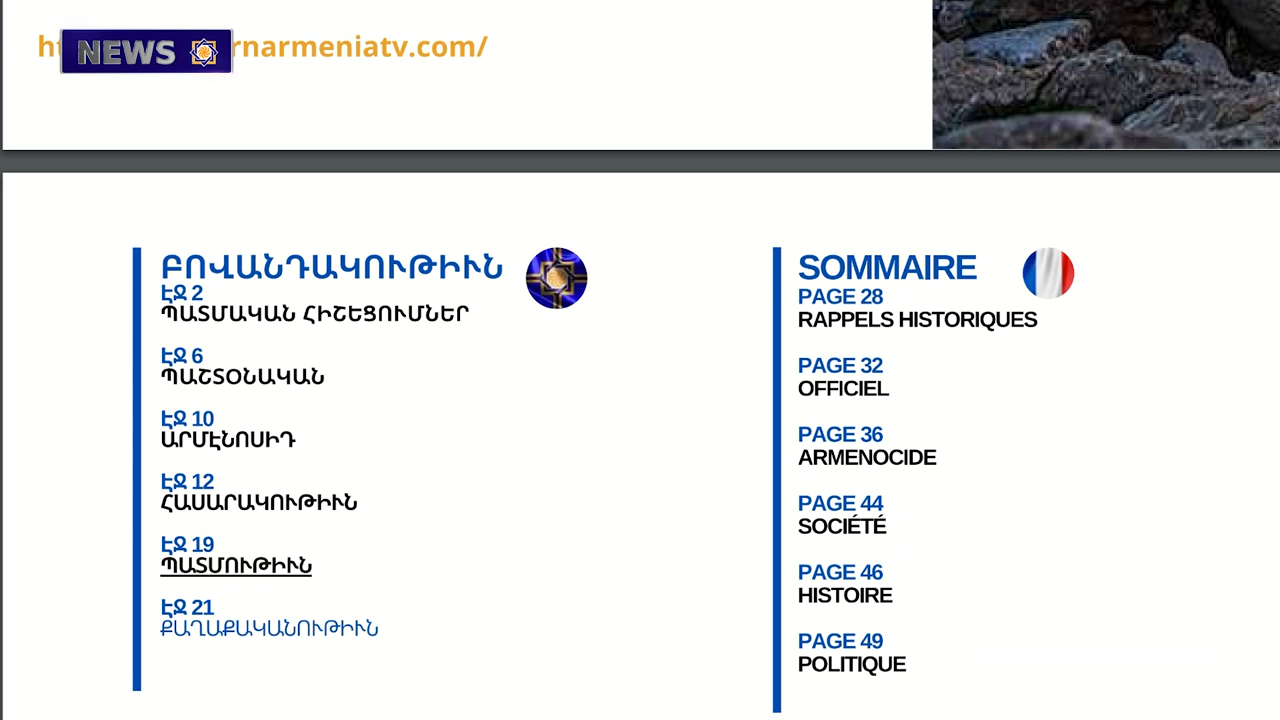 NEWS
rnarmeniatv.com/
ԲՈՎԱՆԴԱԿՈՒԹԻՒՆ
ԷՋ 2
ՊԱՏՄԱԿԱՆ ՀԻՇԵՑՈՒՄՆԵՐ
ԷՋ 6
ՊԱՇՏՕՆԱԿԱՆ
ԷՋ 10
ԱՐՄԷՆՈՍԻԴ
ԷՋ 12
ՀԱՍԱՐԱԿՈՒԹԻՒՆ
ԷՋ 19
ՊԱՏՄՈՒԹԻՒՆ
ԷՋ 21
ՔԱՂԱՔԱԿԱՆՈՒԹԻՒՆ
SOMMAIRE
PAGE 28
RAPPELS HISTORIQUES
PAGE 32
OFFICIEL
PAGE 36
ARMENOCIDE
PAGE 44
SOCIÉTÉ
PAGE 46
HISTOIRE
PAGE 49
POLITIQUE